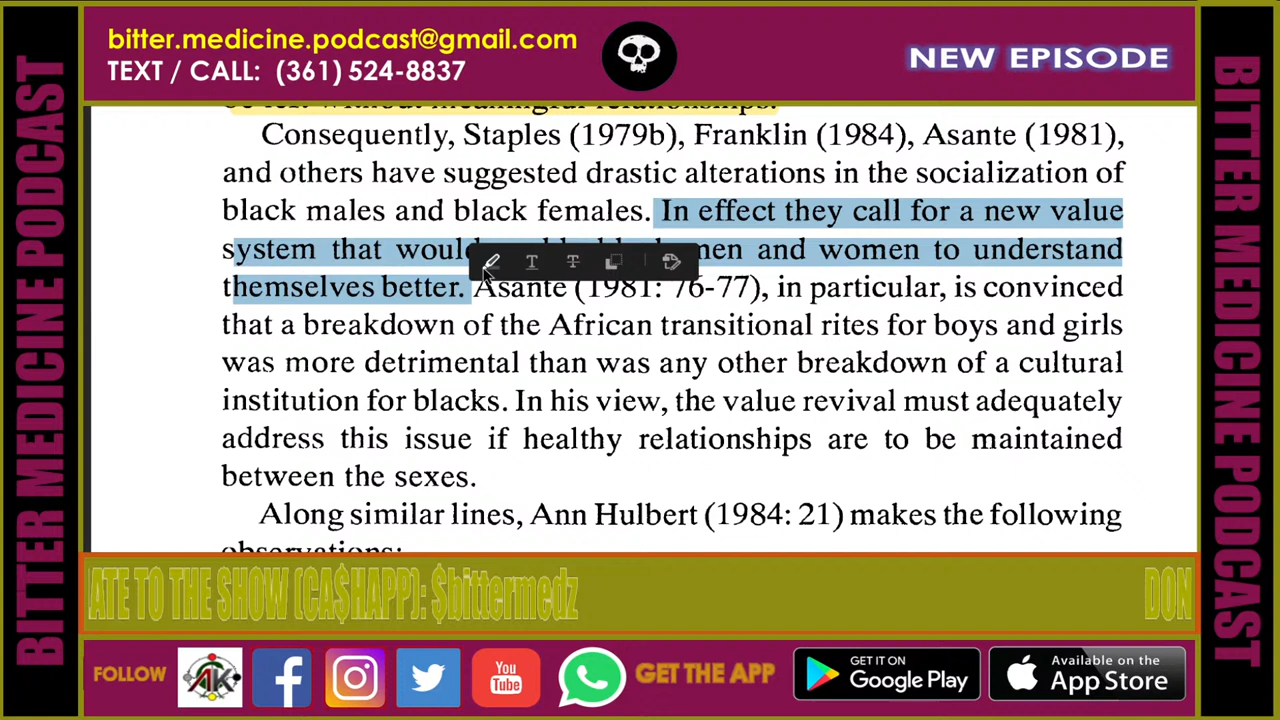 bitter.medicine.podcast@gmail.com
TEXT / CALL: (361) 524-8837
NEW EPISODE
BITTER MEDICINE PODCAST
BITTER MEDICINE PODCAST
without meaningful relationships.
Consequently, Staples (1979b), Franklin (1984), Asante (1981),
and others have suggested drastic alterations in the socialization of
black males and black females. In effect they call for a new value
system that would men and women to understand
themselves better. Asante (1981: 76-77), in particular, is convinced
that a breakdown of the African transitional rites for boys and girls
was more detrimental than was any other breakdown of a cultural
institution for blacks. In his view, the value revival must adequately
address this issue if healthy relationships are to be maintained
between the sexes.
Along similar lines, Ann Hulbert (1984: 21) makes the following
observations:
ATE TO THE SHOW (CA$HAPP): $bittermedz DON
FOLLOW
You
Tube
GET THE APP
GET IT ON
Google Play
Available on the
App Store